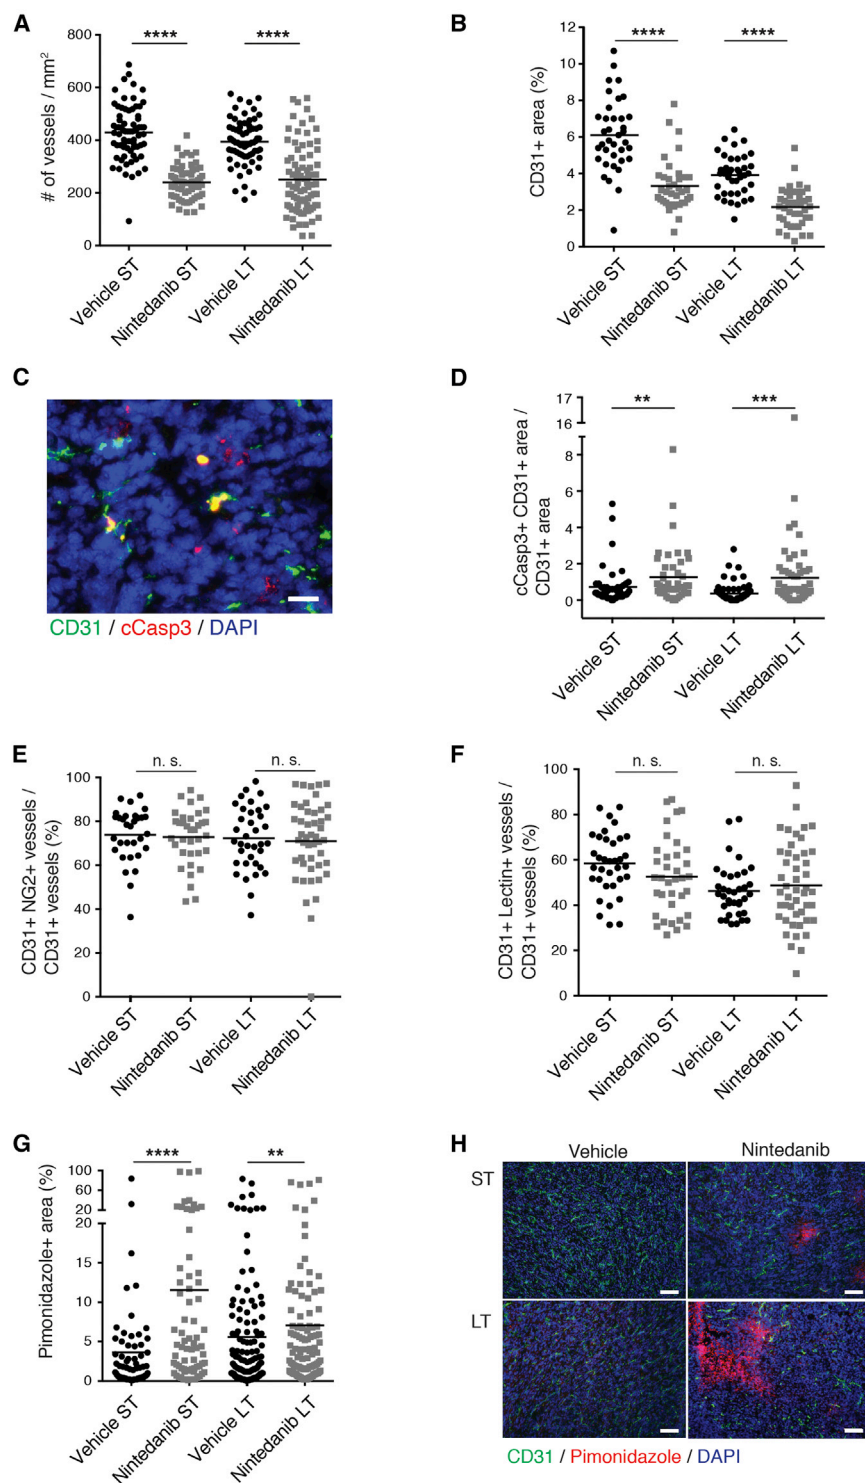 A
# of vessels / mm²
800
600
400
200
0
****
****
Vehicle ST
Nintedanib ST
Vehicle LT
Nintedanib LT
B
CD31+ area (%)
12
10
8
6
4
2
0
****
****
Vehicle ST
Nintedanib ST
Vehicle LT
Nintedanib LT
C
CD31 / cCasp3 / DAPI
D
cCasp3+ CD31+ area /
CD31+ area
17
16
8
6
4
2
0
**
***
Vehicle ST
Nintedanib ST
Vehicle LT
Nintedanib LT
E
CD31+ NG2+ vessels /
CD31+ vessels (%)
100
80
60
40
20
0
n. s.
n. s.
Vehicle ST
Nintedanib ST
Vehicle LT
Nintedanib LT
F
CD31+ Lectin+ vessels /
CD31+ vessels (%)
100
80
60
40
20
0
n. s.
n. s.
Vehicle ST
Nintedanib ST
Vehicle LT
Nintedanib LT
G
Pimonidazole+ area (%)
100
60
20
20
15
10
5
0
****
**
Vehicle ST
Nintedanib ST
Vehicle LT
Nintedanib LT
H
Vehicle
Nintedanib
ST
LT
CD31 / Pimonidazole / DAPI